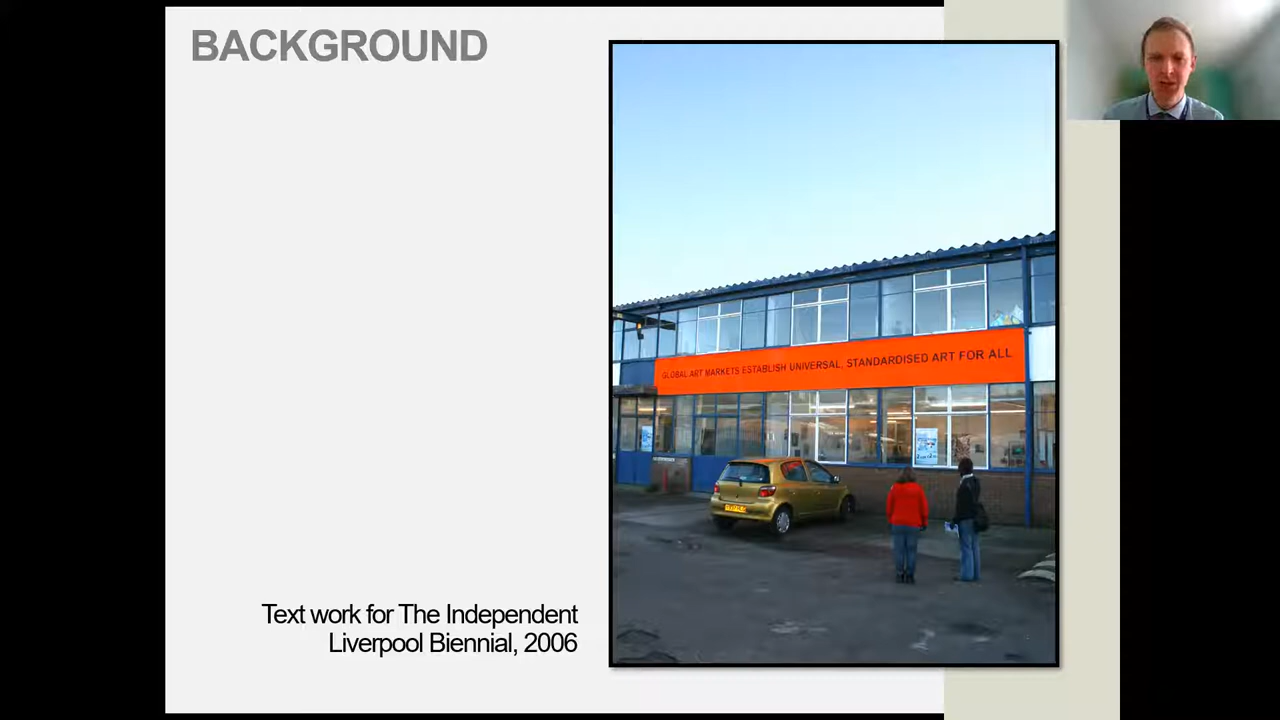 BACKGROUND
GLOBAL ART MARKETS ESTABLISH UNIVERSAL, STANDARDISED ART FOR ALL
Text work for The Independent
Liverpool Biennial, 2006